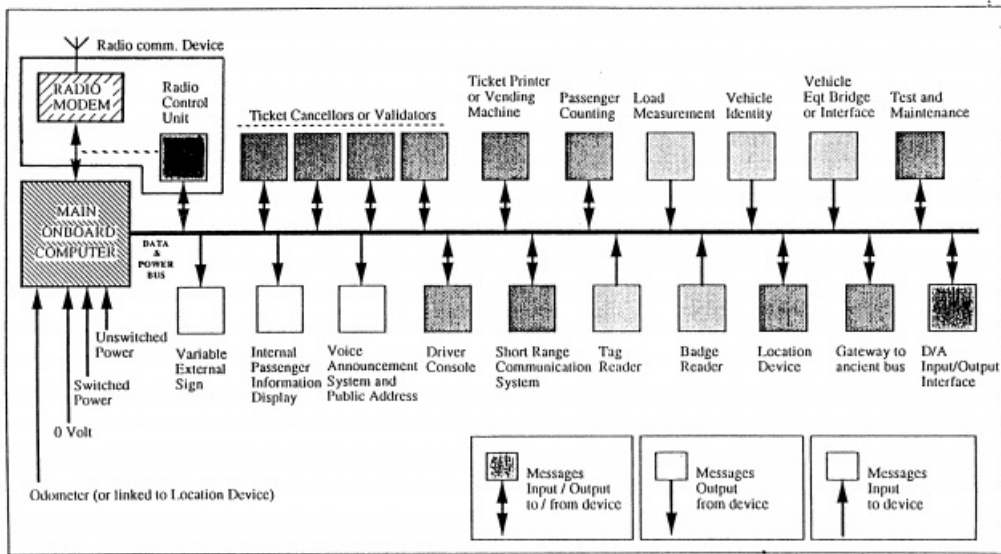 Radio comm. Device
RADIO
MODEM
Radio
Control
Unit
Ticket Cancellors or Validators
Ticket Printer
or Vending
Machine
Passenger
Counting
Load
Measurement
Vehicle
Identity
Vehicle
Eqt Bridge
or Interface
Test and
Maintenance
MAIN
ONBOARD
COMPUTER
DATA
&
POWER
BUS
Unswitched
Power
Switched
Power
0 Volt
Odometer (or linked to Location Device)
Variable
External
Sign
Internal
Passenger
Information
Display
Voice
Announcement
System and
Public Address
Driver
Console
Short Range
Communication
System
Tag
Reader
Badge
Reader
Location
Device
Gateway to
ancient bus
D/A
Input/Output
Interface
Messages
Input / Output
to / from device
Messages
Output
from device
Messages
Input
to device